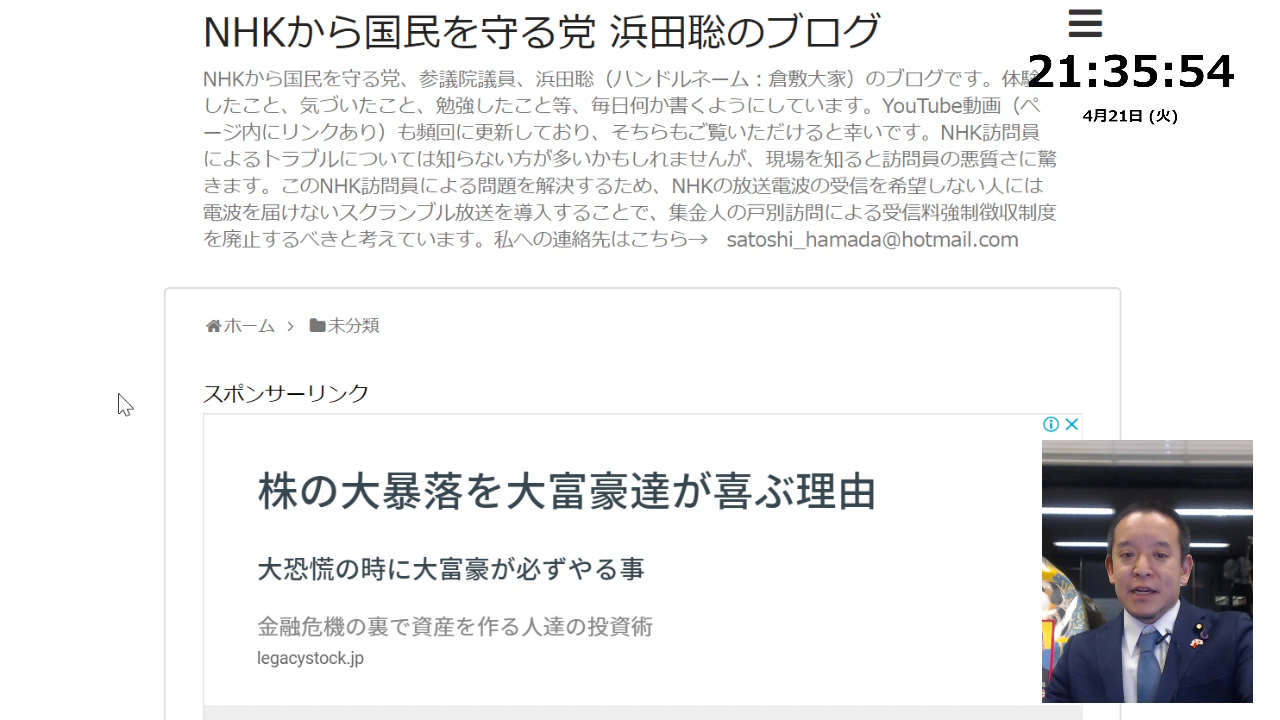 NHKから国民を守る党 浜田聡のブログ
NHKから国民を守る党、参議院議員、浜田聡（ハンドルネーム：倉敷大家）のブログです。体験
21:35:54
したこと、気づいたこと、勉強したこと等、毎日何か書くようにしています。YouTube動画（ペ
4月21日 (火)
ージ内にリンクあり）も頻回に更新しており、そちらもご覧いただけると幸いです。NHK訪問員
によるトラブルについては知らない方が多いかもしれませんが、現場を知ると訪問員の悪質さに驚
きます。このNHK訪問員による問題を解決するため、NHKの放送電波の受信を希望しない人には
電波を届けないスクランブル放送を導入することで、集金人の戸別訪問による受信料強制徴収制度
を廃止するべきと考えています。私への連絡先はこちら→　satoshi_hamada@hotmail.com
ホーム > 未分類
スポンサーリンク
株の大暴落を大富豪達が喜ぶ理由
大恐慌の時に大富豪が必ずやる事
金融危機の裏で資産を作る人達の投資術
legacystock.jp